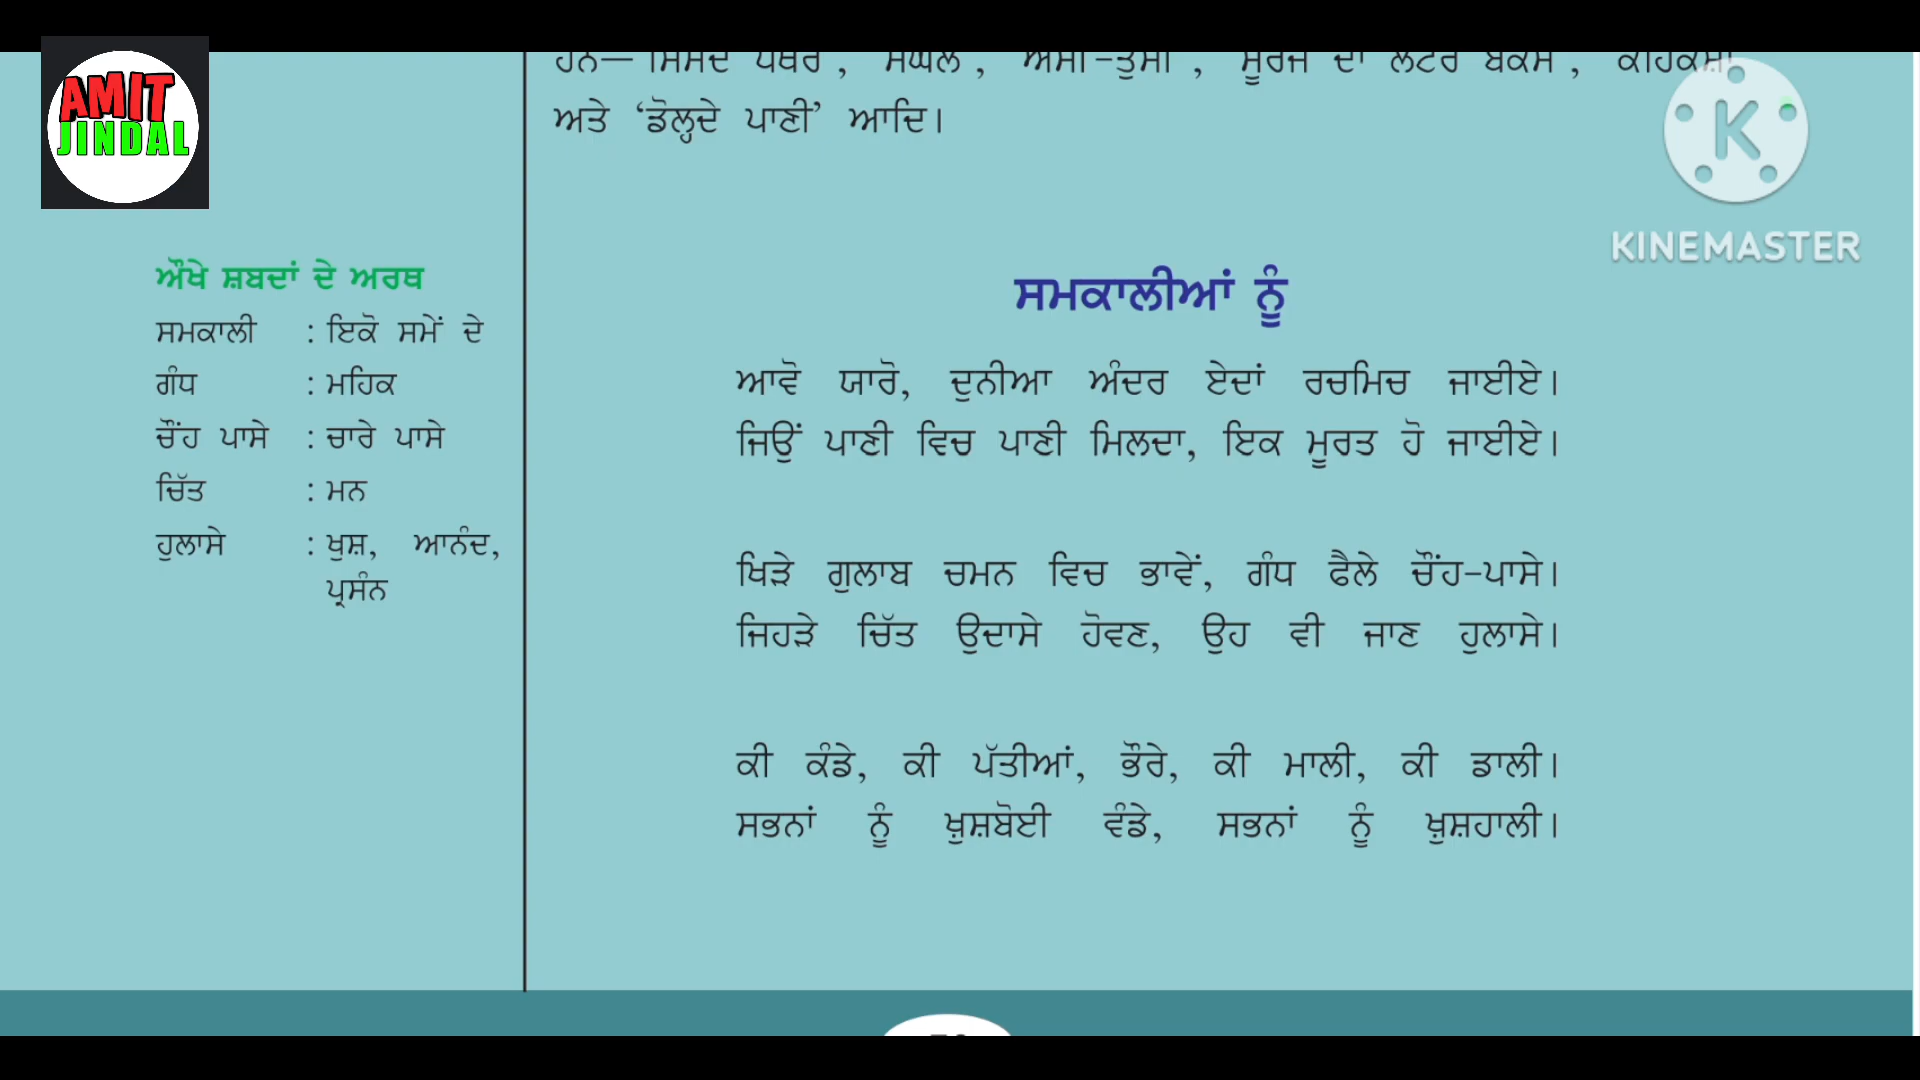 AMIT
JINDAL
ਅਤੇ ‘ਡੋਲ੍ਹਦੇ ਪਾਣੀ’ ਆਦਿ।
KINEMASTER
ਔਖੇ ਸ਼ਬਦਾਂ ਦੇ ਅਰਥ
ਸਮਕਾਲੀ : ਇਕੋ ਸਮੇਂ ਦੇ
ਗੰਧ : ਮਹਿਕ
ਚੌਂਹ ਪਾਸੇ : ਚਾਰੇ ਪਾਸੇ
ਚਿੱਤ : ਮਨ
ਹੁਲਾਸੇ : ਖੁਸ਼, ਆਨੰਦ,
ਪ੍ਰਸੰਨ
ਸਮਕਾਲੀਆਂ ਨੂੰ
ਆਵੋ ਯਾਰੋ, ਦੁਨੀਆ ਅੰਦਰ ਏਦਾਂ ਰਚਮਿਚ ਜਾਈਏ।
ਜਿਉਂ ਪਾਣੀ ਵਿਚ ਪਾਣੀ ਮਿਲਦਾ, ਇਕ ਮੂਰਤ ਹੋ ਜਾਈਏ।
ਖਿੜੇ ਗੁਲਾਬ ਚਮਨ ਵਿਚ ਭਾਵੇਂ, ਗੰਧ ਫੈਲੇ ਚੌਂਹ-ਪਾਸੇ।
ਜਿਹੜੇ ਚਿੱਤ ਉਦਾਸੇ ਹੋਵਣ, ਉਹ ਵੀ ਜਾਣ ਹੁਲਾਸੇ।
ਕੀ ਕੰਡੇ, ਕੀ ਪੱਤੀਆਂ, ਭੌਰੇ, ਕੀ ਮਾਲੀ, ਕੀ ਡਾਲੀ।
ਸਭਨਾਂ ਨੂੰ ਖ਼ੁਸ਼ਬੋਈ ਵੰਡੇ, ਸਭਨਾਂ ਨੂੰ ਖ਼ੁਸ਼ਹਾਲੀ।